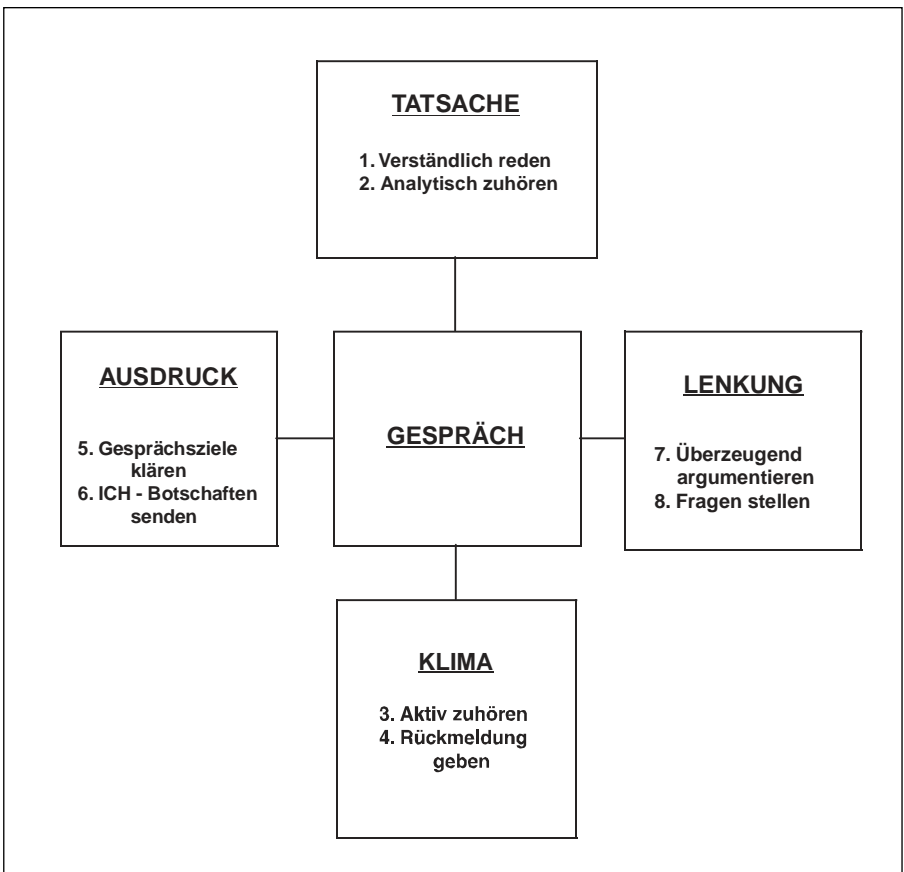 TATSACHE
1. Verständlich reden
2. Analytisch zuhören
AUSDRUCK
5. Gesprächsziele
klären
6. ICH - Botschaften
senden
GESPRÄCH
LENKUNG
7. Überzeugend
argumentieren
8. Fragen stellen
KLIMA
3. Aktiv zuhören
4. Rückmeldung
geben